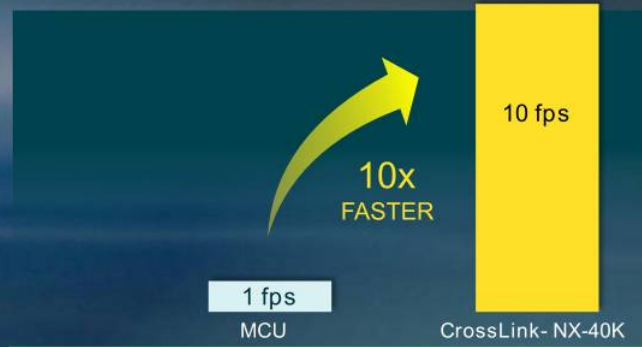 10 fps
10x
FASTER
1 fps
MCU
CrossLink- NX-40K